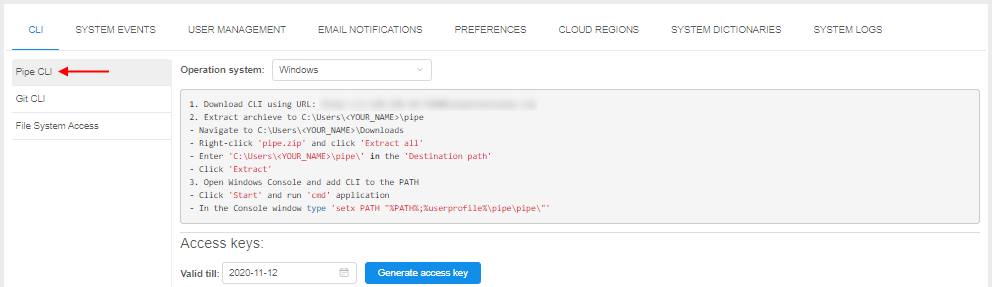 CLI SYSTEM EVENTS USER MANAGEMENT EMAIL NOTIFICATIONS PREFERENCES CLOUD REGIONS SYSTEM DICTIONARIES SYSTEM LOGS
Pipe CLI
Git CLI
File System Access
Operation system: Windows
1. Download CLI using URL:
2. Extract archieve to C:\Users\<YOUR_NAME>\pipe
- Navigate to C:\Users\<YOUR_NAME>\Downloads
- Right-click 'pipe.zip' and click 'Extract all'
- Enter 'C:\Users\<YOUR_NAME>\pipe\' in the 'Destination path'
- Click 'Extract'
3. Open Windows Console and add CLI to the PATH
- Click 'Start' and run 'cmd' application
- In the Console window type 'setx PATH "%PATH%;%userprofile%\pipe\pipe\"'
Access keys:
Valid till: 2020-11-12 Generate access key